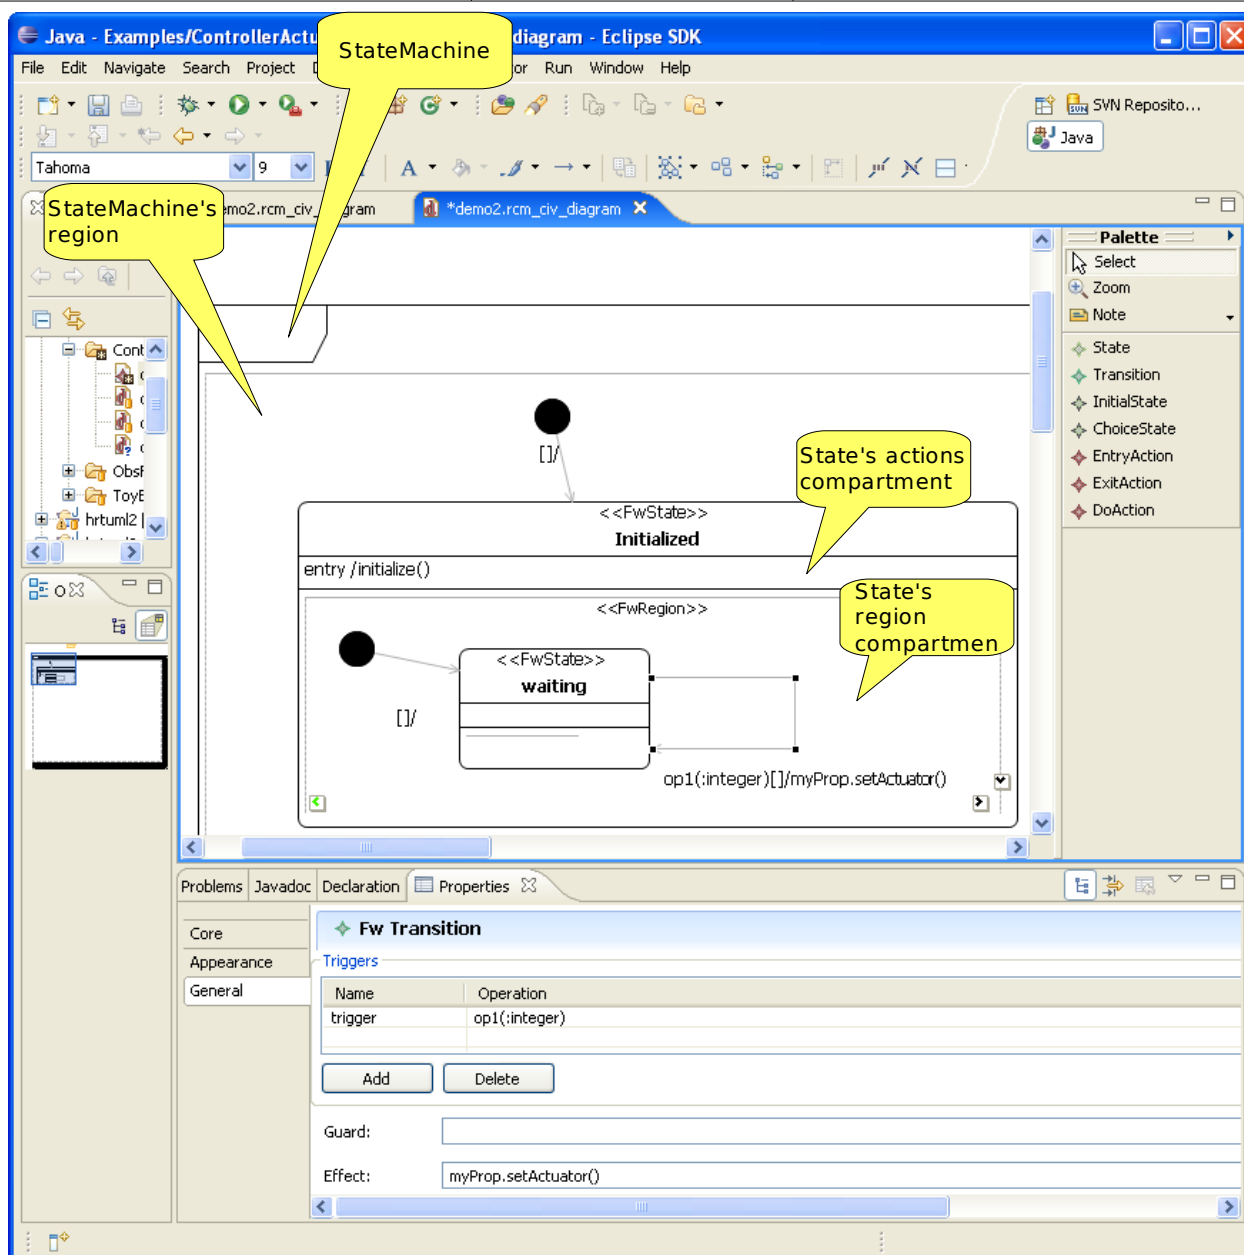 Java - Examples/ControllerActu
diagram - Eclipse SDK
StateMachine
File Edit Navigate Search Project
or Run Window Help
SVN Reposito...
Java
Tahoma
9
A
StateMachine's
region
emo2.rcm_civ_diagram
*demo2.rcm_civ_diagram
Palette
Select
Zoom
Note
State
Transition
InitialState
ChoiceState
EntryAction
ExitAction
DoAction
Cont
ToyE
hrtuml2
[]/
State's actions
compartment
<<FwState>>
Initialized
entry /initialize()
State's
region
compartmen
<<FwRegion>>
<<FwState>>
waiting
[]/
op1(:integer)[]/myProp.setActuator()
Problems Javadoc Declaration Properties
Core
Appearance
General
Fw Transition
Triggers
Name Operation
trigger op1(:integer)
Add Delete
Guard:
Effect: myProp.setActuator()